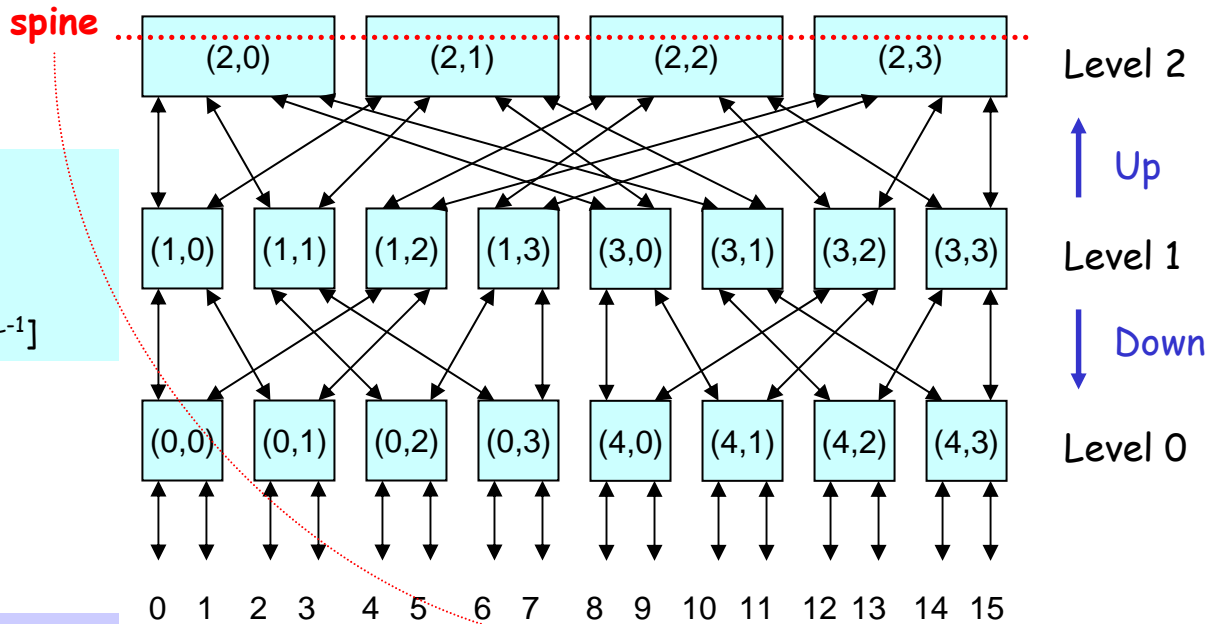 spine
(2,0) (2,1) (2,2) (2,3) Level 2
Up
(1,0) (1,1) (1,2) (1,3) (3,0) (3,1) (3,2) (3,3) Level 1
-1]
Down
(0,0) (0,1) (0,2) (0,3) (4,0) (4,1) (4,2) (4,3) Level 0
0 1 2 3 4 5 6 7 8 9 10 11 12 13 14 15